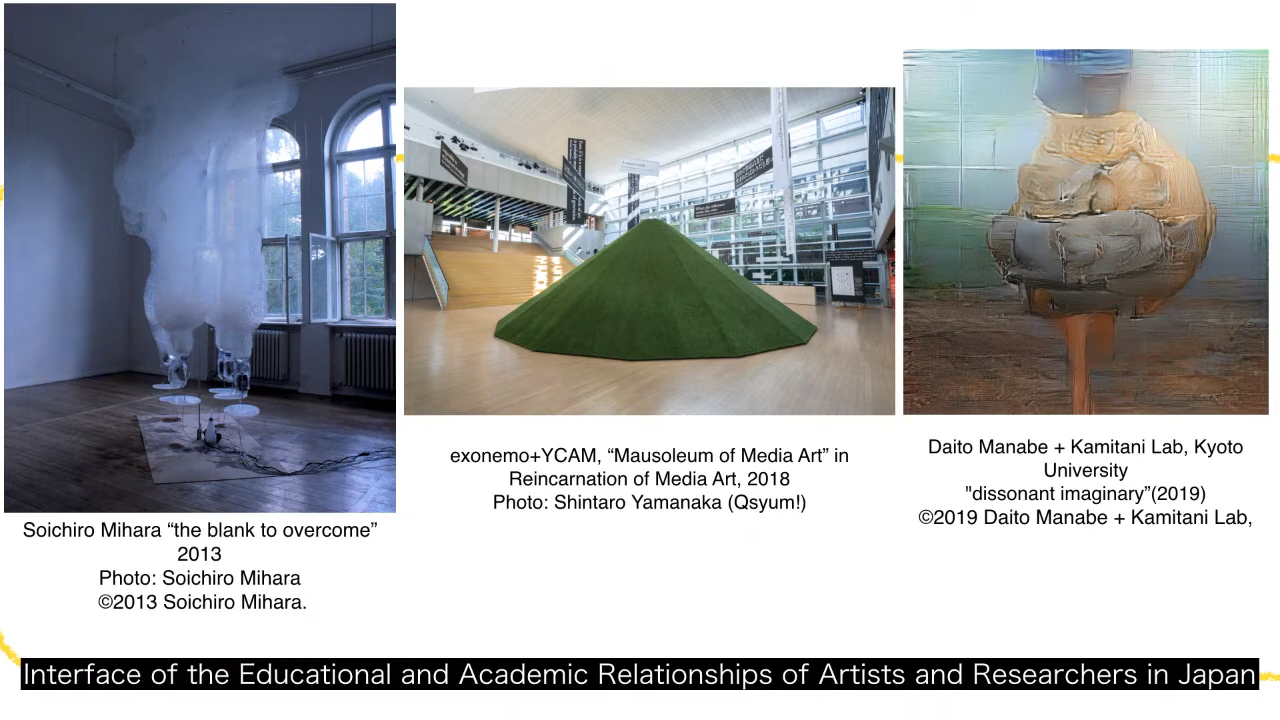 Soichiro Mihara “the blank to overcome”
2013
Photo: Soichiro Mihara
©2013 Soichiro Mihara.
exonemo+YCAM, “Mausoleum of Media Art” in
Reincarnation of Media Art, 2018
Photo: Shintaro Yamanaka (Qsyum!)
Daito Manabe + Kamitani Lab, Kyoto
University
"dissonant imaginary”(2019)
©2019 Daito Manabe + Kamitani Lab,
Interface of the Educational and Academic Relationships of Artists and Researchers in Japan